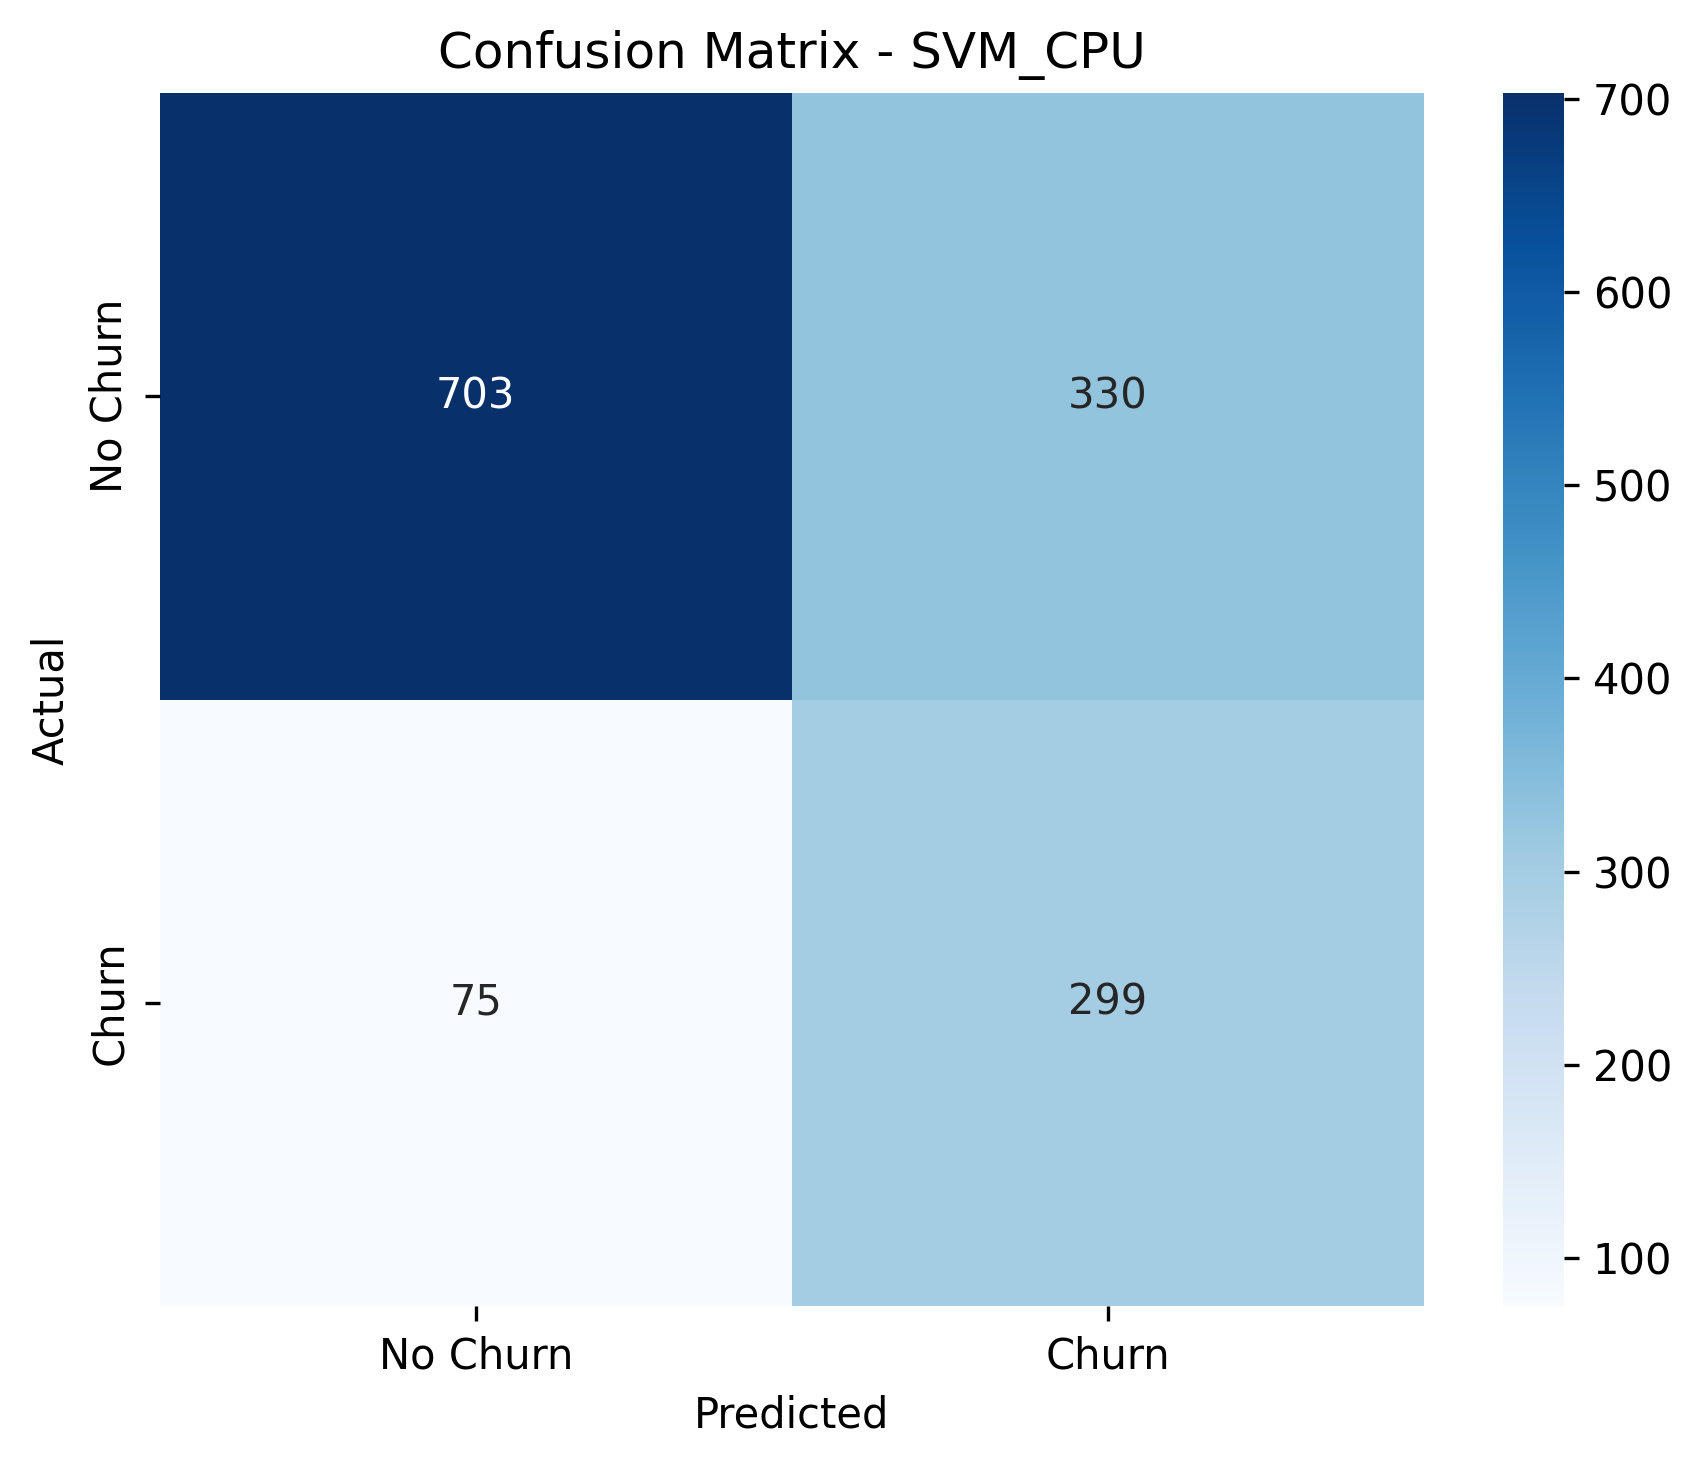 Confusion Matrix - SVM_CPU
700
600
500
400
300
200
100
Actual
No Churn
Churn
703
330
75
299
No Churn
Churn
Predicted